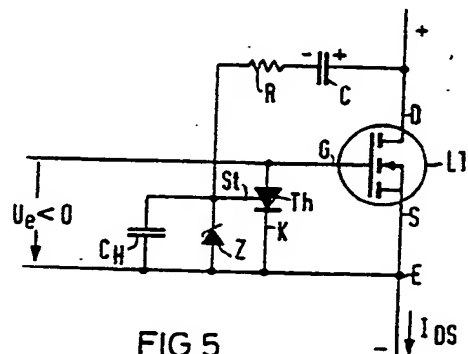 +
- +
R C
D
G L1
St Th
Ue<0 S
CH Z K
E
FIG 5 - IDS